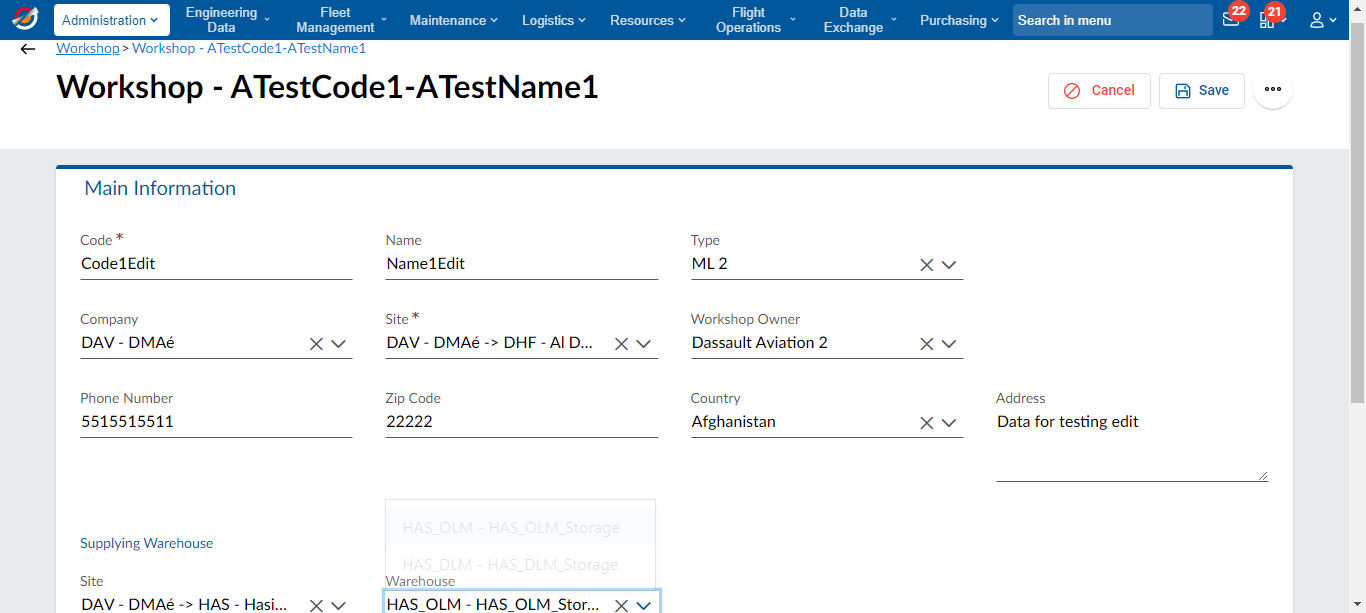 Administration
Engineering Data
Fleet Management
Maintenance
Logistics
Resources
Flight Operations
Data Exchange
Purchasing
Search in menu
22
21
Workshop > Workshop - ATestCode1-ATestName1
Workshop - ATestCode1-ATestName1
Cancel
Save
Main Information
Code *
Name
Type
Code1Edit
Name1Edit
ML 2
Company
Site *
Workshop Owner
DAV - DMAé
DAV - DMAé -> DHF - Al D...
Dassault Aviation 2
Phone Number
Zip Code
Country
Address
5515515511
22222
Afghanistan
Data for testing edit
HAS_OLM - HAS_OLM_Storage
Supplying Warehouse
HAS_DLM - HAS_DLM_Storage
Site
Warehouse
DAV - DMAé -> HAS - Hasi...
HAS_OLM - HAS_OLM_Stor...